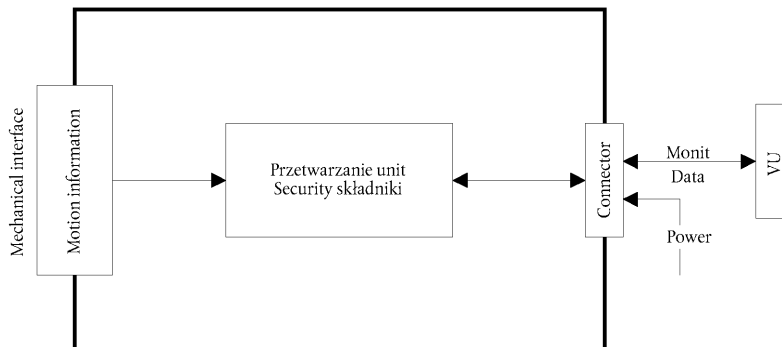 Mechanical interface
Motion information
Przetwarzanie unit
Security składniki
Connector
Monit
Data
Power
VU